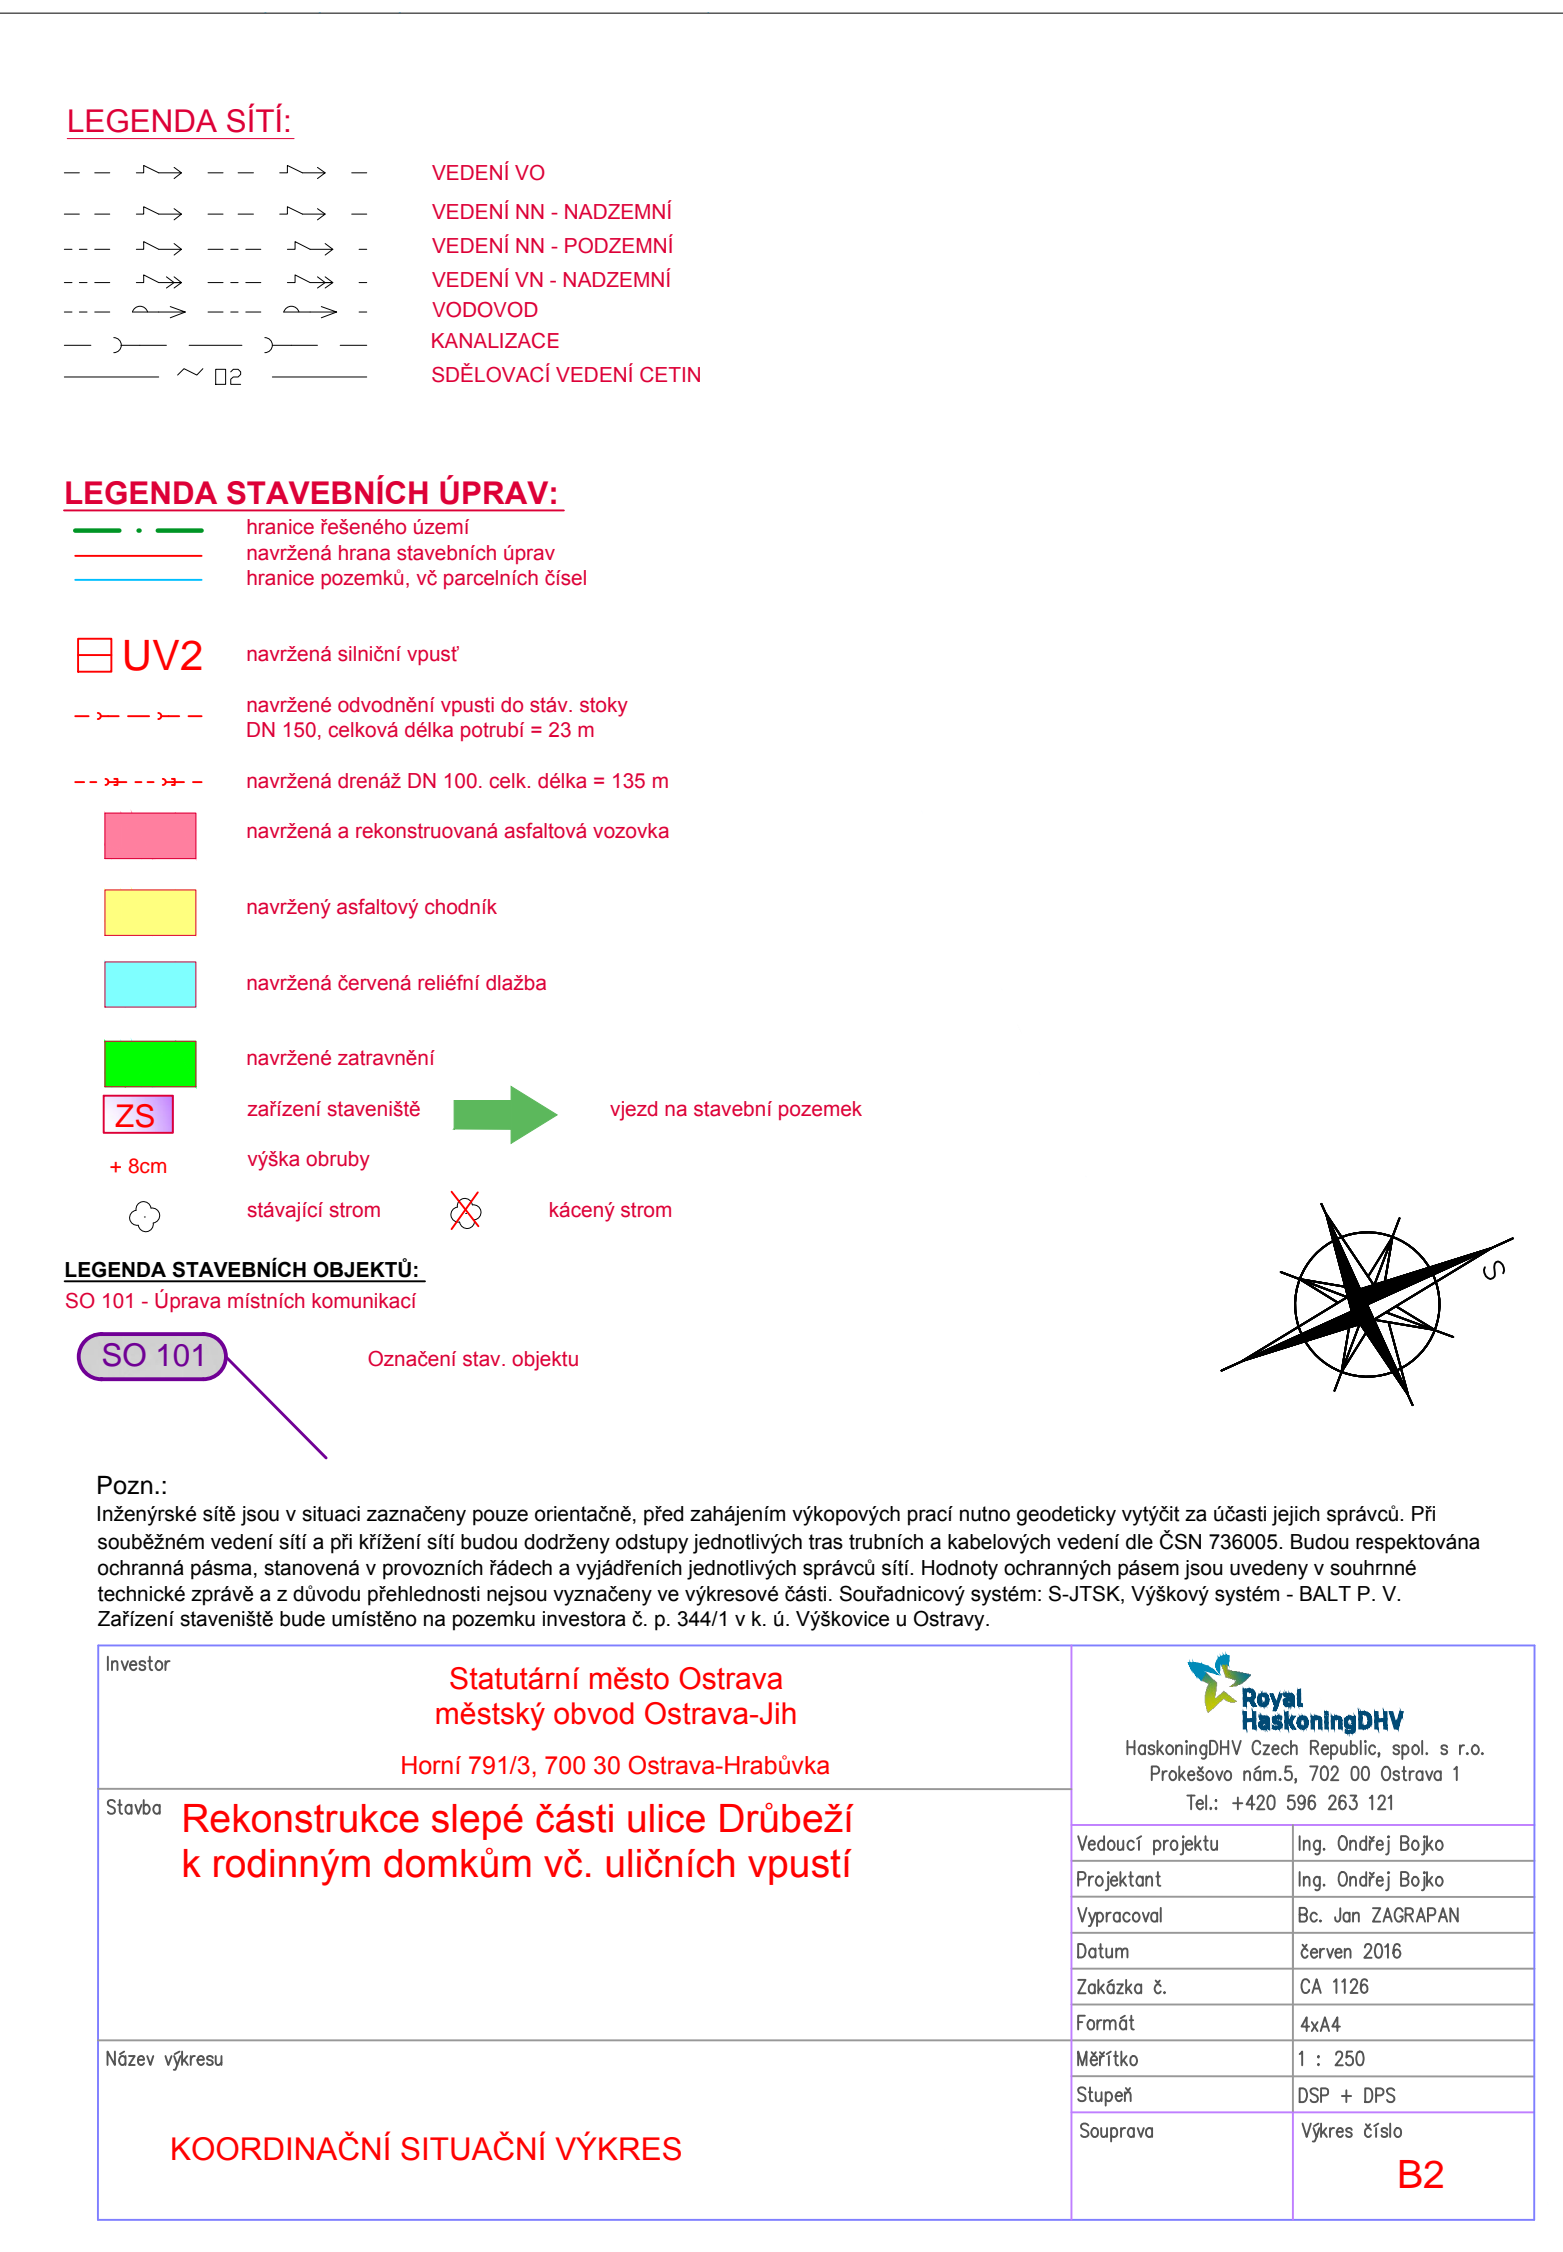 LEGENDA SÍTÍ:
VEDENÍ VO
VEDENÍ NN - NADZEMNÍ
VEDENÍ NN - PODZEMNÍ
VEDENÍ VN - NADZEMNÍ
VODOVOD
KANALIZACE
O2 SDĚLOVACÍ VEDENÍ CETIN
LEGENDA STAVEBNÍCH ÚPRAV:
hranice řešeného území
navržená hrana stavebních úprav
hranice pozemků, vč parcelních čísel
UV2 navržená silniční vpusť
navržené odvodnění vpusti do stáv. stoky
DN 150, celková délka potrubí = 23 m
navržená drenáž DN 100. celk. délka = 135 m
navržená a rekonstruovaná asfaltová vozovka
navržený asfaltový chodník
navržená červená reliéfní dlažba
navržené zatravnění
ZS zařízení staveniště vjezd na stavební pozemek
+ 8cm výška obruby
stávající strom kácený strom
S
LEGENDA STAVEBNÍCH OBJEKTŮ:
SO 101 - Úprava místních komunikací
SO 101 Označení stav. objektu
Pozn.:
Inženýrské sítě jsou v situaci zaznačeny pouze orientačně, před zahájením výkopových prací nutno geodeticky vytýčit za účasti jejich správců. Při
souběžném vedení sítí a při křížení sítí budou dodrženy odstupy jednotlivých tras trubních a kabelových vedení dle ČSN 736005. Budou respektována
ochranná pásma, stanovená v provozních řádech a vyjádřeních jednotlivých správců sítí. Hodnoty ochranných pásem jsou uvedeny v souhrnné
technické zprávě a z důvodu přehlednosti nejsou vyznačeny ve výkresové části. Souřadnicový systém: S-JTSK, Výškový systém - BALT P. V.
Zařízení staveniště bude umístěno na pozemku investora č. p. 344/1 v k. ú. Výškovice u Ostravy.
Investor
Statutární město Ostrava
městský obvod Ostrava-Jih
Horní 791/3, 700 30 Ostrava-Hrabůvka
Royal
HaskoningDHV
HaskoningDHV Czech Republic, spol. s r.o.
Prokešovo nám.5, 702 00 Ostrava 1
Tel.: +420 596 263 121
Stavba
Rekonstrukce slepé části ulice Drůbeží
k rodinným domkům vč. uličních vpustí
Vedoucí projektu Ing. Ondřej Bojko
Projektant Ing. Ondřej Bojko
Vypracoval Bc. Jan ZAGRAPAN
Datum červen 2016
Zakázka č. CA 1126
Formát 4xA4
Měřítko 1 : 250
Stupeň DSP + DPS
Název výkresu
KOORDINAČNÍ SITUAČNÍ VÝKRES
Souprava Výkres číslo
B2